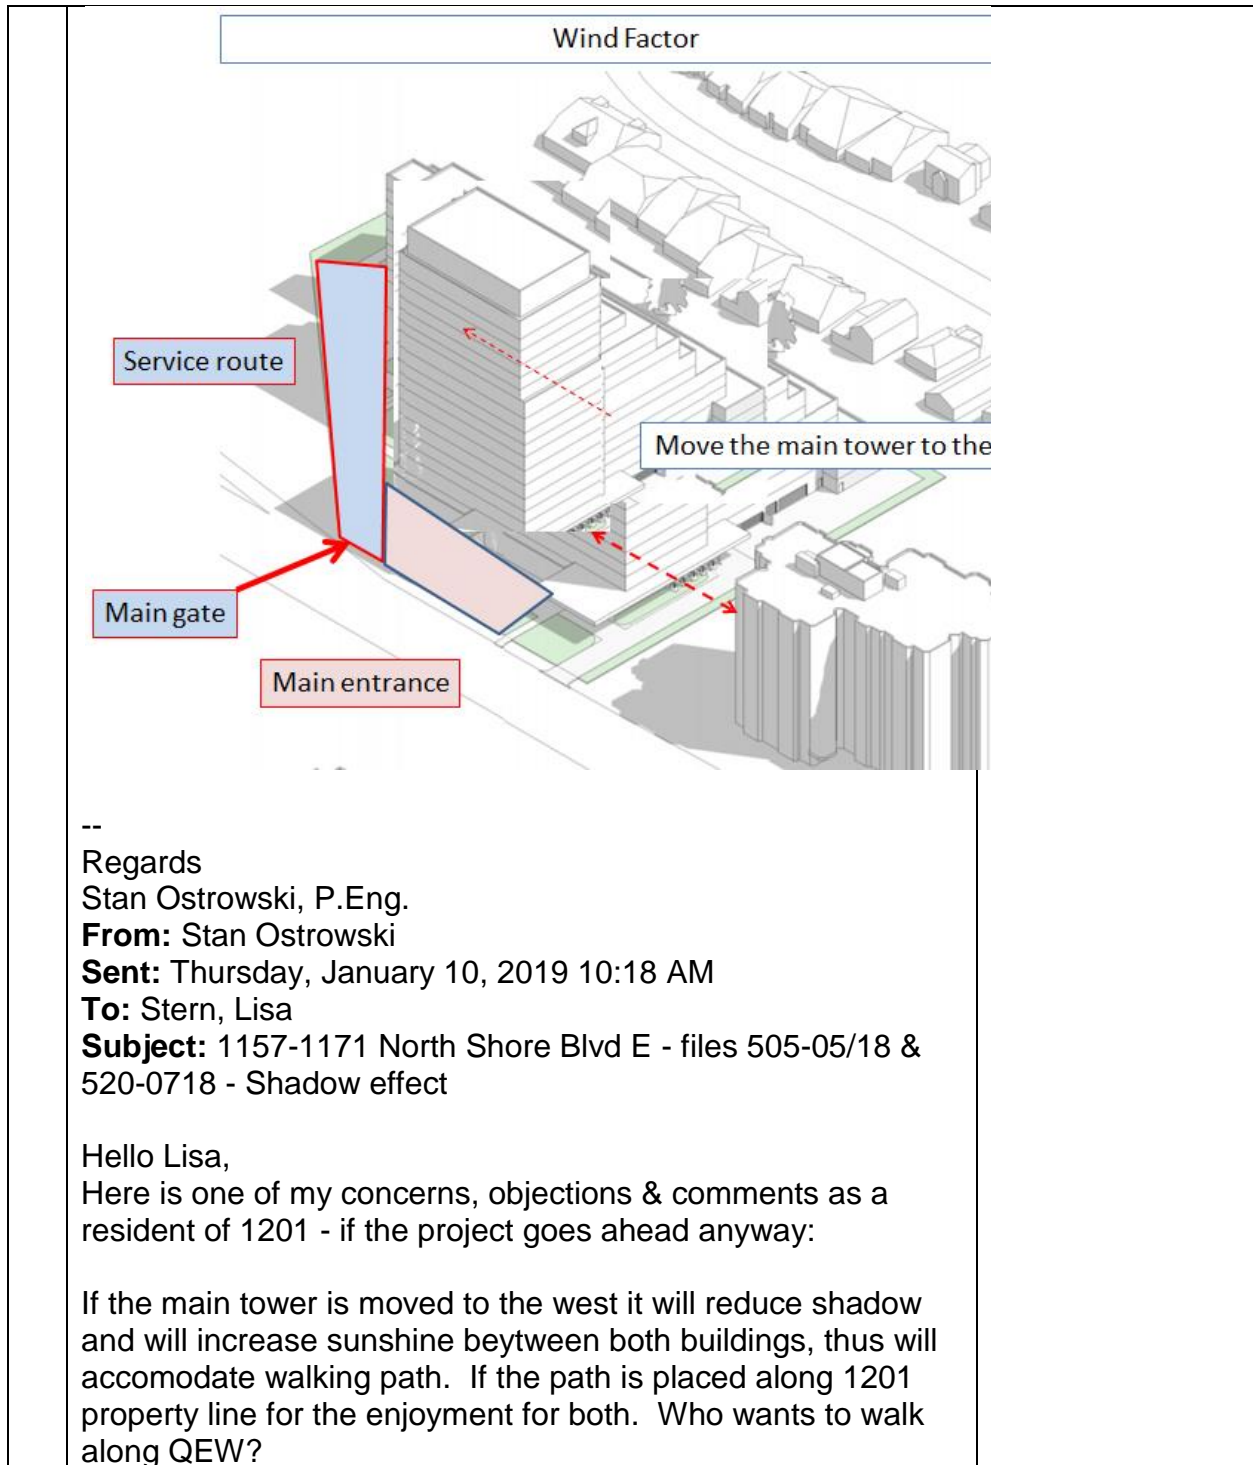 Wind Factor
Service route
Move the main tower to the
Main gate
Main entrance
--
Regards
Stan Ostrowski, P.Eng.
From: Stan Ostrowski
Sent: Thursday, January 10, 2019 10:18 AM
To: Stern, Lisa
Subject: 1157-1171 North Shore Blvd E - files 505-05/18 &
520-0718 - Shadow effect
Hello Lisa,
Here is one of my concerns, objections & comments as a
resident of 1201 - if the project goes ahead anyway:
If the main tower is moved to the west it will reduce shadow
and will increase sunshine beytween both buildings, thus will
accomodate walking path.  If the path is placed along 1201
property line for the enjoyment for both.  Who wants to walk
along QEW?